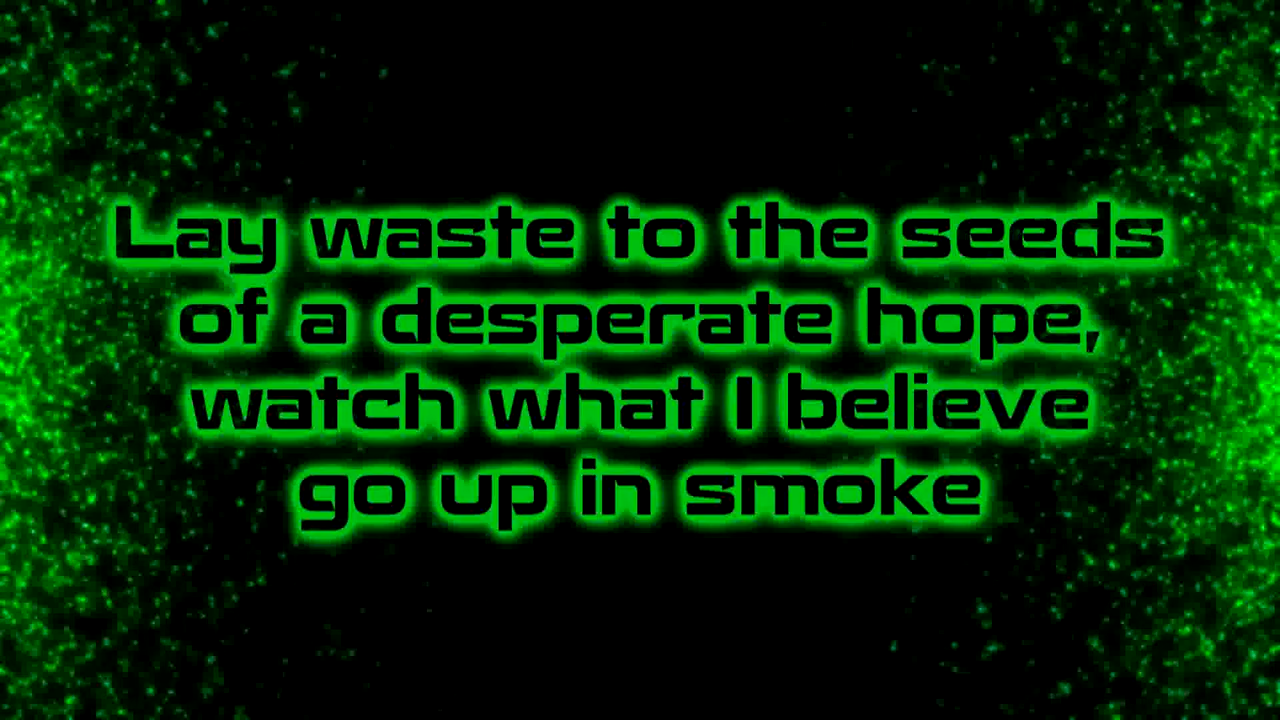 Lay waste to the seeds
of a desperate hope,
watch what I believe
go up in smoke